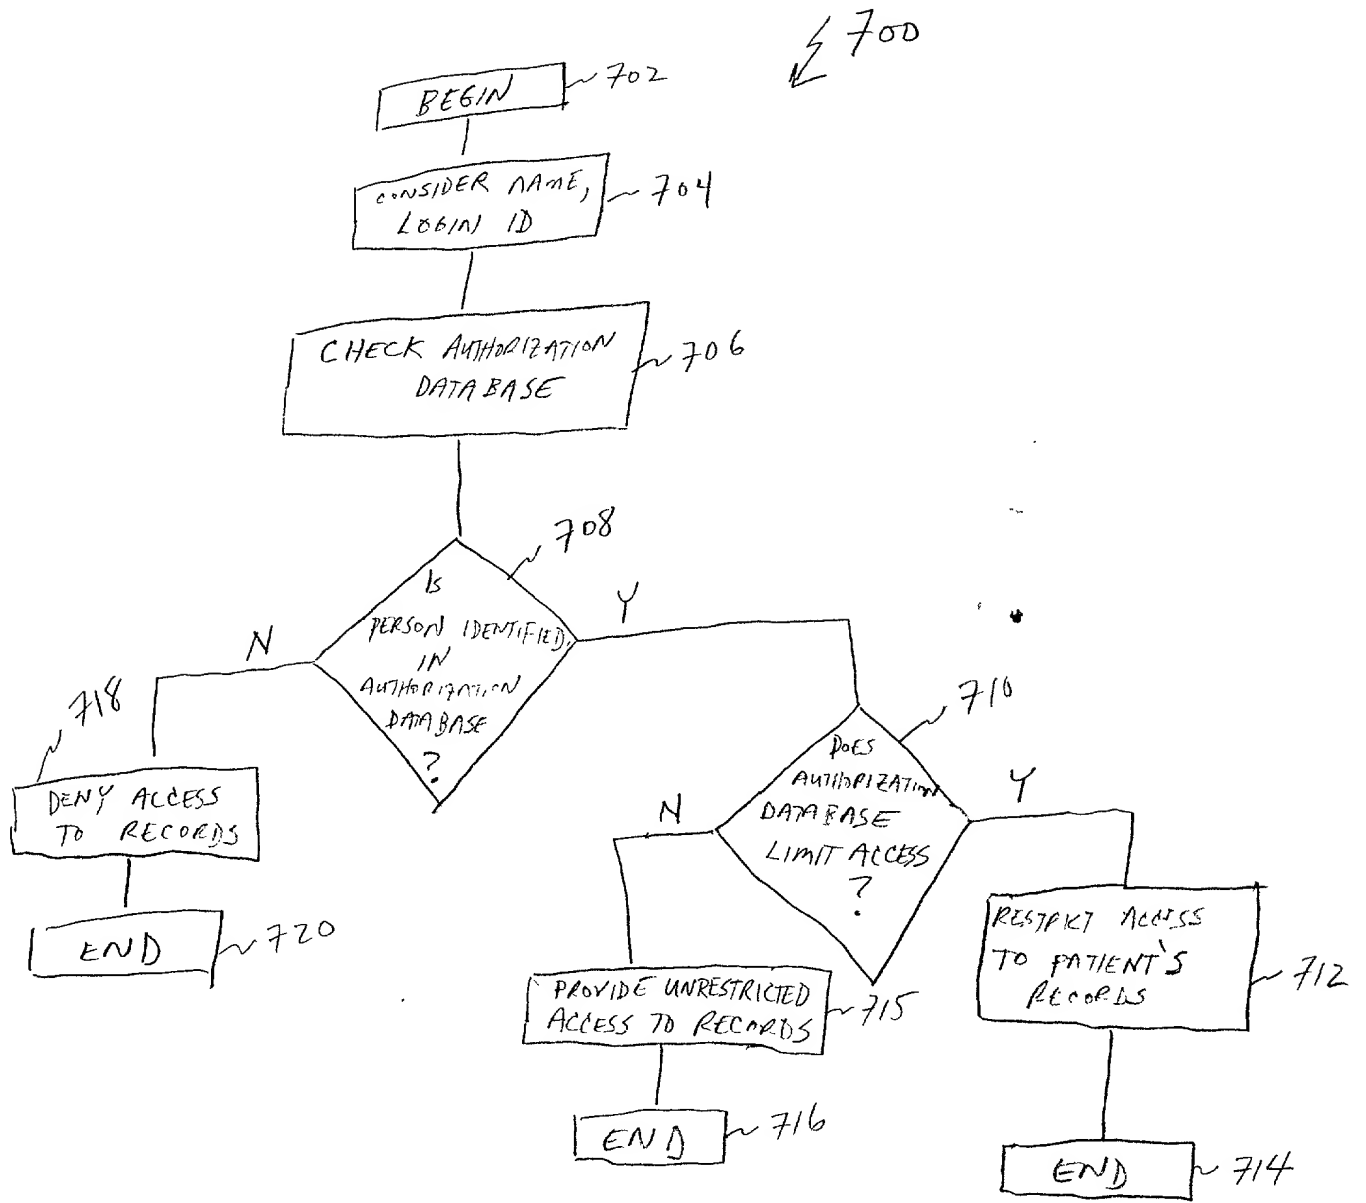 700
BEGIN
702
CONSIDER NAME,
LOGIN ID
704
CHECK AUTHORIZATION
DATABASE
706
708
Is
PERSON IDENTIFIED
IN
AUTHORIZATION
DATABASE
?
N
Y
718
DENY ACCESS
TO RECORDS
END
720
710
DOES
AUTHORIZATION
DATABASE
LIMIT ACCESS
?
N
Y
PROVIDE UNRESTRICTED
ACCESS TO RECORDS
715
END
716
RESTRICT ACCESS
TO PATIENT'S
RECORDS
712
END
714